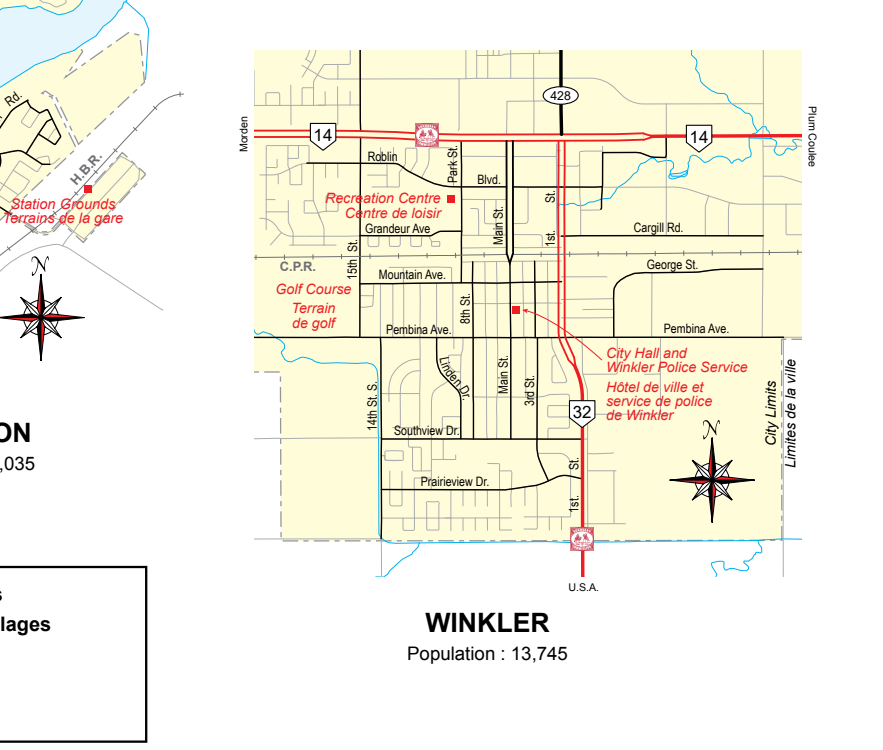 Rd.
H.B.R.
Station Grounds
Terrains de la gare
N
ON
,035
s
lages
428
14
14
Morden
Plum Coulee
Roblin
Park St.
Blvd.
Recreation Centre
Centre de loisir
Main St.
1st.
St.
Grandeur Ave
Cargill Rd.
15th St.
C.P.R.
Mountain Ave.
George St.
Golf Course
Terrain
de golf
8th St.
Pembina Ave.
Pembina Ave.
City Hall and
Winkler Police Service
Hôtel de ville et
service de police
de Winkler
Linden Dr.
Main St.
3rd St.
14th St. S.
32
City Limits
Limites de la ville
N
Southview Dr.
Prairieview Dr.
1st.
St.
U.S.A.
WINKLER
Population : 13,745